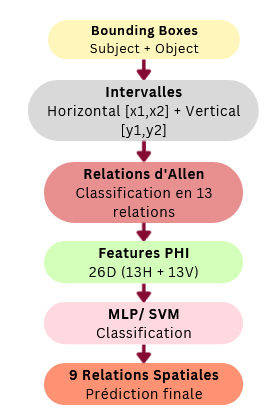 Bounding Boxes
Subject + Object
Intervalles
Horizontal [x1,x2] + Vertical
[y1,y2]
Relations d'Allen
Classification en 13
relations
Features PHI
26D (13H + 13V)
MLP/ SVM
Classification
9 Relations Spatiales
Prédiction finale